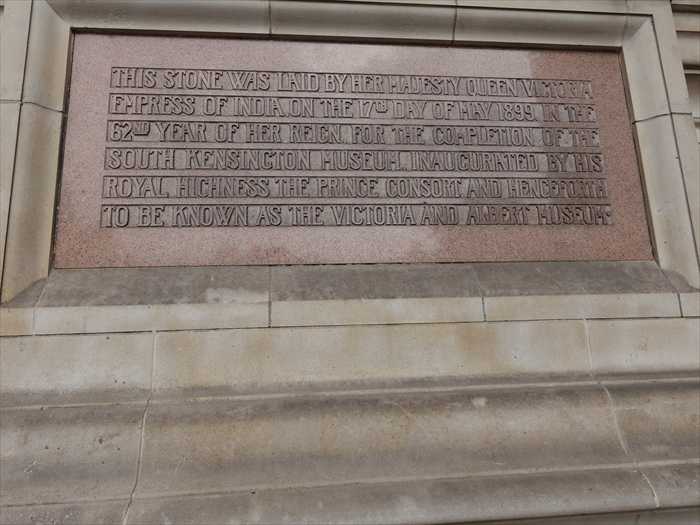 THIS STONE WAS LAID BY HER MAJESTY QUEEN VICTORIA
EMPRESS OF INDIA, ON THE 17TH DAY OF MAY 1899, IN THE
62ND YEAR OF HER REIGN, FOR THE COMPLETION OF THE
SOUTH KENSINGTON MUSEUM, INAUGURATED BY HIS
ROYAL HIGHNESS THE PRINCE CONSORT AND HENCEFORTH
TO BE KNOWN AS THE VICTORIA AND ALBERT MUSEUM.